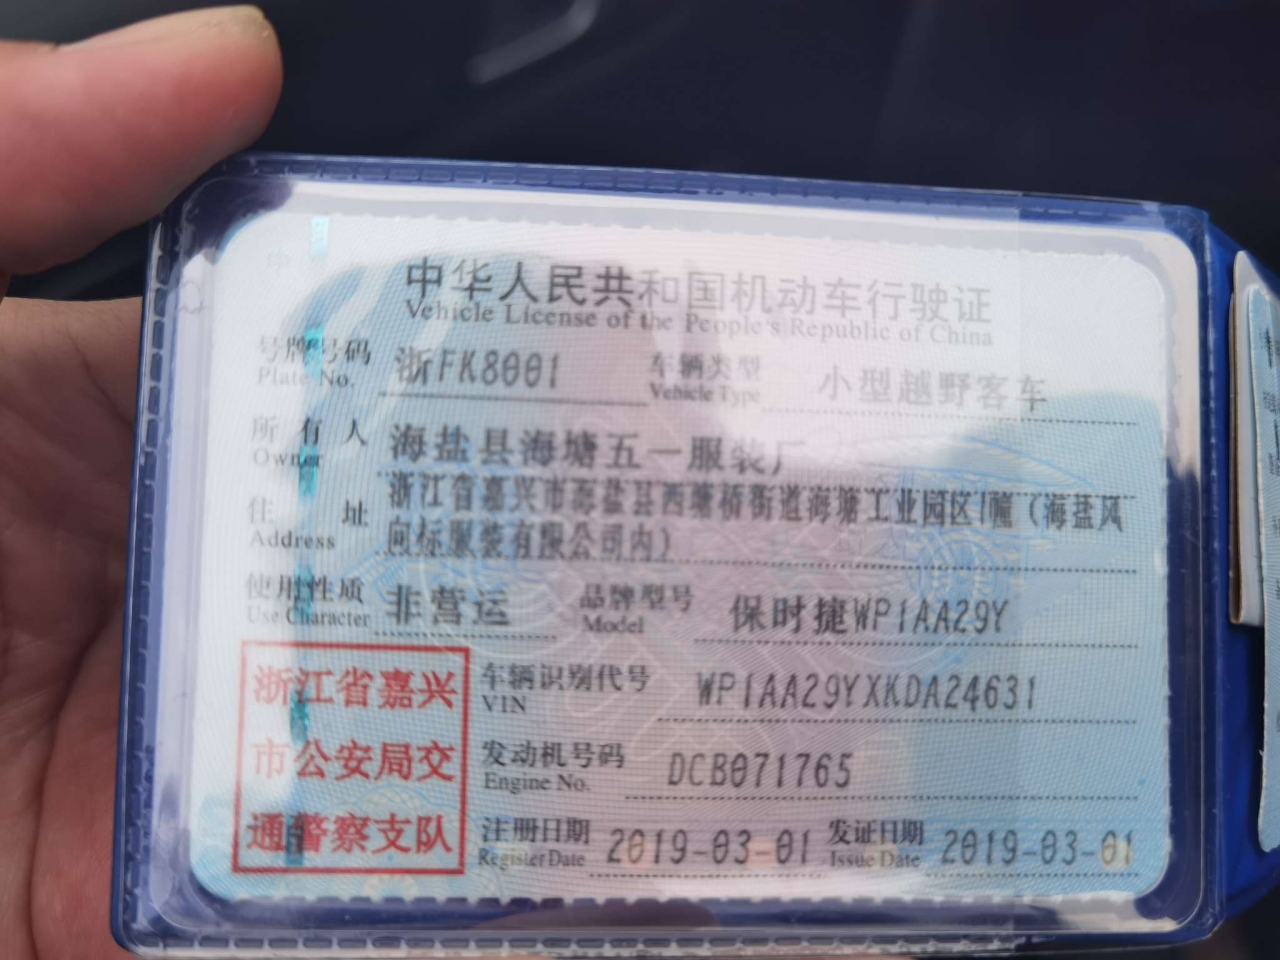 中华人民共和国机动车行驶证
Vehicle License of the People's Republic of China
号牌号码 浙FK8001 车辆类型 小型越野客车
Plate No. Vehicle Type
所有人 海盐县海塘五一服装厂
Owner
住址 浙江省嘉兴市海盐县西塘桥街道海塘工业园区1幢（海盐风
Address 向标服装有限公司内）
使用性质 非营运 品牌型号 保时捷WP1AA29Y
Use Character Model
浙江省嘉兴 车辆识别代号 WP1AA29YXKDA24631
VIN
市公安局交 发动机号码 DCB071765
Engine No.
通警察支队 注册日期 2019-03-01 发证日期 2019-03-01
Register Date Issue Date